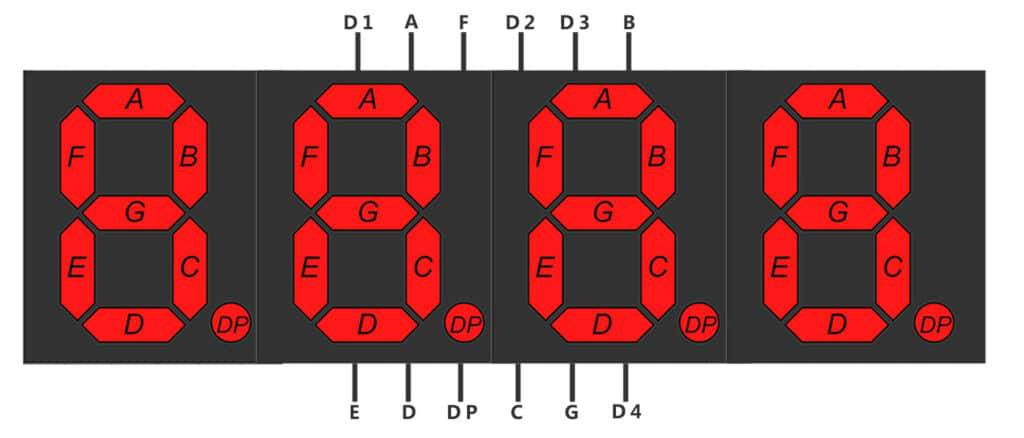 D1 A F D2 D3 B
A A A A
F B F B F B F B
G G G G
E C E C E C E C
D DP D DP D DP D DP
E D DP C G D4